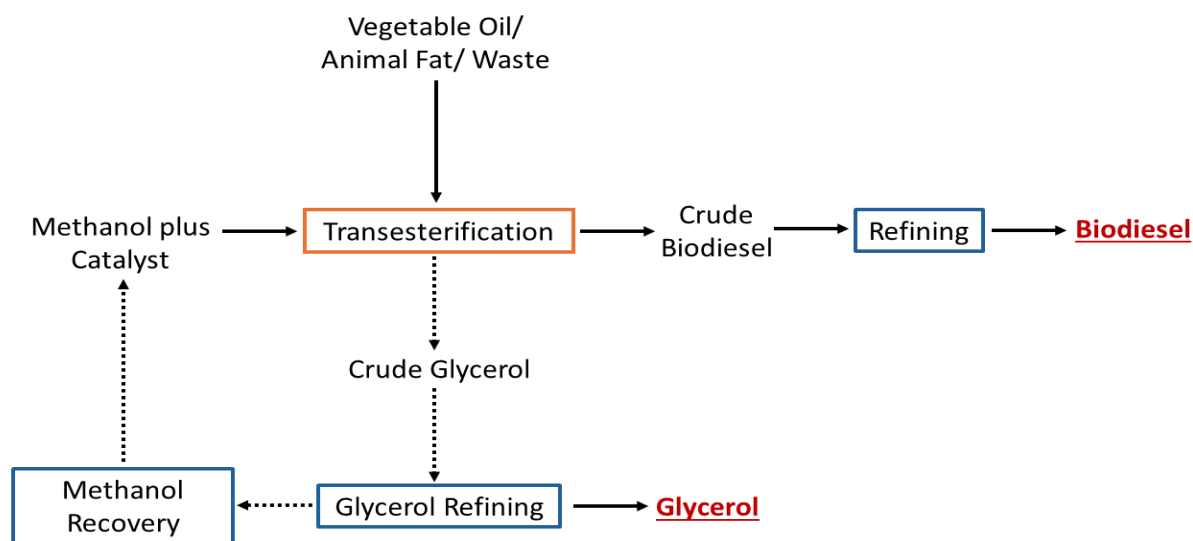 Vegetable Oil/
Animal Fat/ Waste
Methanol plus
Catalyst
Transesterification
Crude
Biodiesel
Refining
Biodiesel
Crude Glycerol
Methanol
Recovery
Glycerol Refining
Glycerol